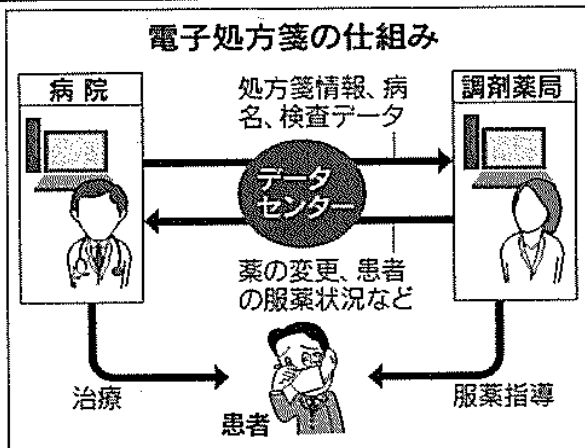 電子処方箋の仕組み
病院
処方箋情報、病
名、検査データ
調剤薬局
データ
センター
薬の変更、患者
の服薬状況など
治療
患者
服薬指導